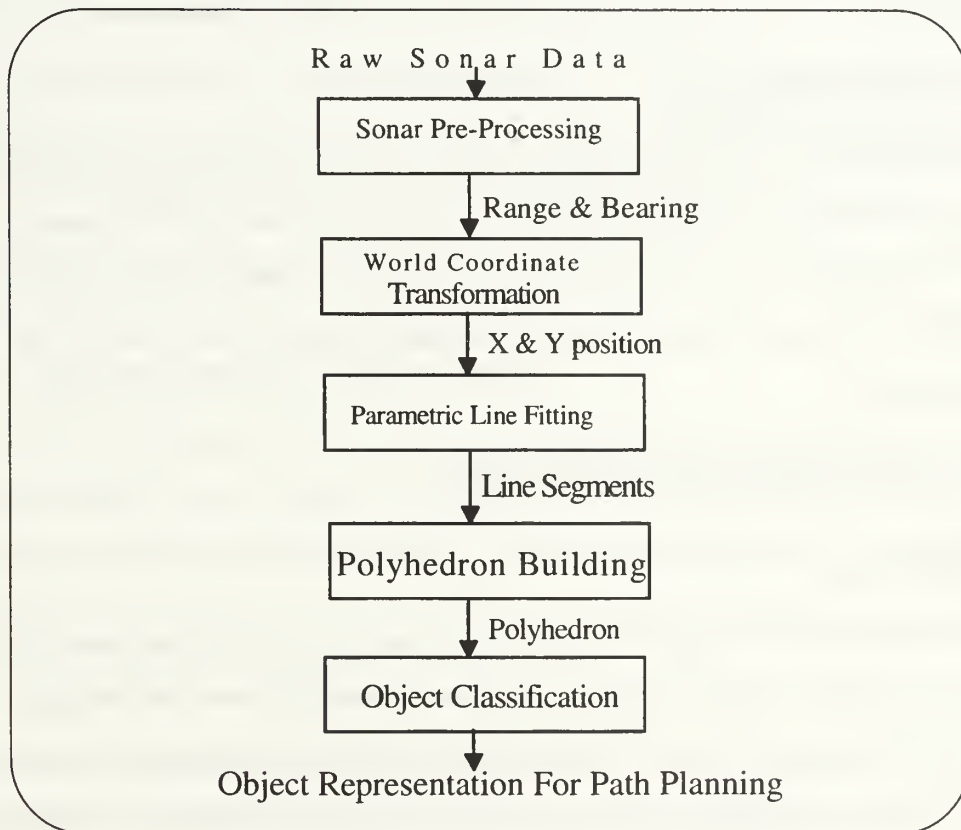 Raw Sonar Data
Sonar Pre-Processing
Range & Bearing
World Coordinate
Transformation
X & Y position
Parametric Line Fitting
Line Segments
Polyhedron Building
Polyhedron
Object Classification
Object Representation For Path Planning